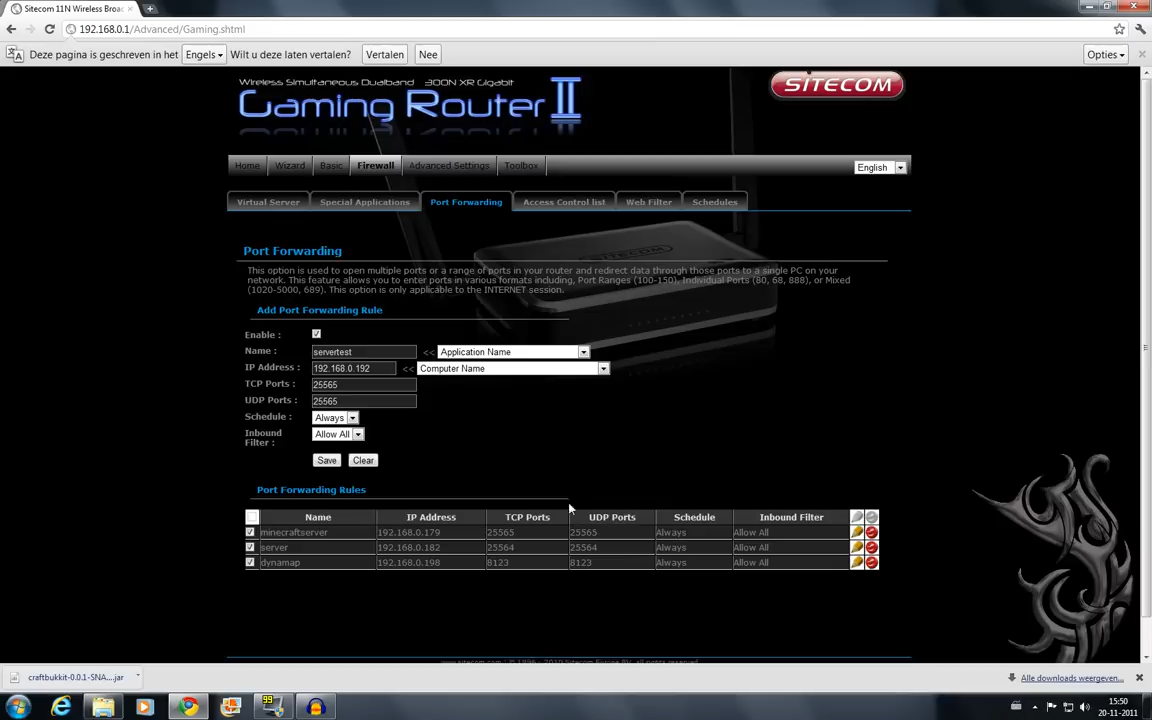 Sitecom 11N Wireless Broad
192.168.0.1/Advanced/Gaming.shtml
Deze pagina is geschreven in het Engels Wilt u deze laten vertalen? Vertalen Nee Opties
Wireless Simultaneous Dualband 300N XR Gigabit
Gaming Router II
SITECOM
Home Wizard Basic Firewall Advanced Settings Toolbox English
Virtual Server Special Applications Port Forwarding Access Control list Web Filter Schedules
Port Forwarding
This option is used to open multiple ports or a range of ports in your router and redirect data through those ports to a single PC on your
network. This feature allows you to enter ports in various formats including, Port Ranges (100-150), Individual Ports (80, 68, 888), or Mixed
(1020-5000, 689). This option is only applicable to the INTERNET session.
Add Port Forwarding Rule
Enable :
Name : servertest << Application Name
IP Address : 192.168.0.192 << Computer Name
TCP Ports : 25565
UDP Ports : 25565
Schedule : Always
Inbound Filter : Allow All
Save Clear
Port Forwarding Rules
Name IP Address TCP Ports UDP Ports Schedule Inbound Filter
minecraftserver 192.168.0.179 25565 25565 Always Allow All
server 192.168.0.182 25564 25564 Always Allow All
dynamap 192.168.0.198 8123 8123 Always Allow All
craftbukkit-0.0.1-SNA....jar
Alle downloads weergeven...
99
15:50
20-11-2011